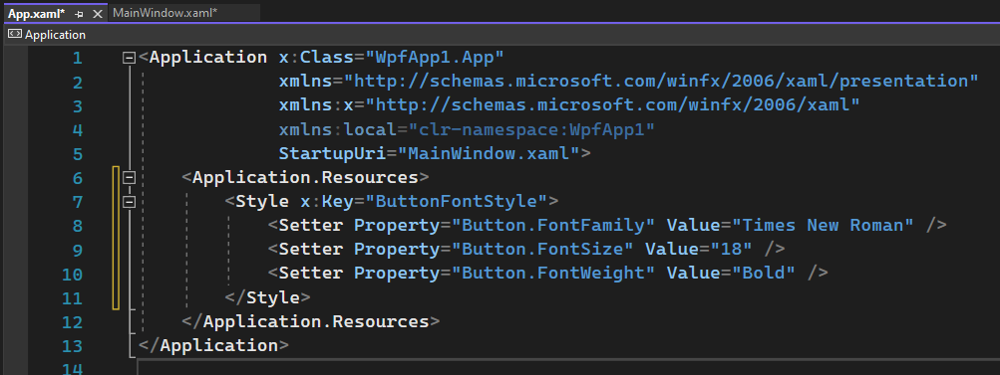 App.xaml* MainWindow.xaml*
Application
1 <Application x:Class="WpfApp1.App"
2 xmlns="http://schemas.microsoft.com/winfx/2006/xaml/presentation"
3 xmlns:x="http://schemas.microsoft.com/winfx/2006/xaml"
4 xmlns:local="clr-namespace:WpfApp1"
5 StartupUri="MainWindow.xaml">
6 <Application.Resources>
7 <Style x:Key="ButtonFontStyle">
8 <Setter Property="Button.FontFamily" Value="Times New Roman" />
9 <Setter Property="Button.FontSize" Value="18" />
10 <Setter Property="Button.FontWeight" Value="Bold" />
11 </Style>
12 </Application.Resources>
13 </Application>
14